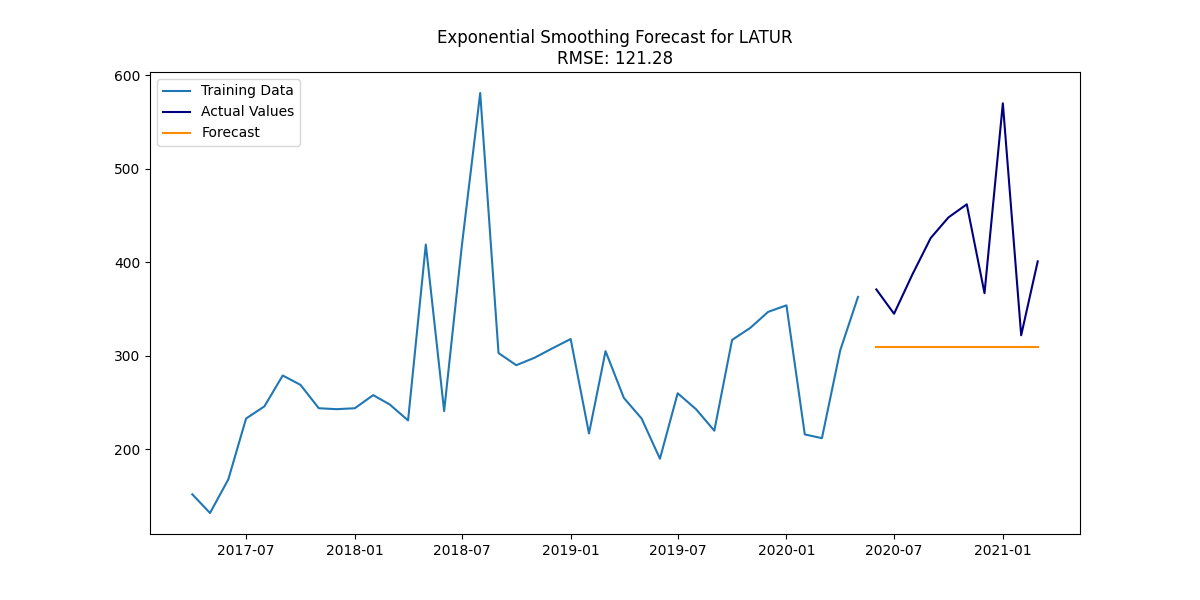 Exponential Smoothing Forecast for LATUR
RMSE: 121.28
Training Data
Actual Values
Forecast
600
500
400
300
200
2017-07 2018-01 2018-07 2019-01 2019-07 2020-01 2020-07 2021-01